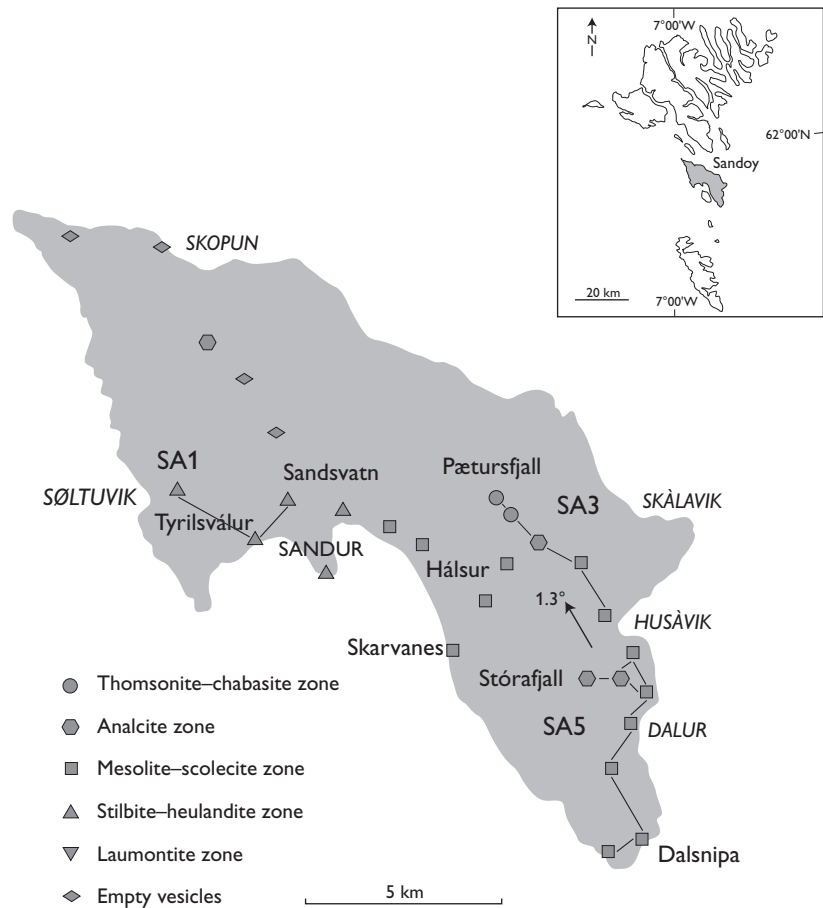 7°00'W
N
62°00'N
Sandoy
20 km
7°00'W
SKOPUN
SA1
Sandsvatn
Pætursfjall
SØLTUVIK
SA3
SKÀLAVIK
Tyrilsválur
SANDUR
Hálsur
1.3°
HUSÀVIK
Skarvanes
Stórafjall
SA5
DALUR
Dalsnipa
Thomsonite–chabasite zone
Analcite zone
Mesolite–scolecite zone
Stilbite–heulandite zone
Laumontite zone
Empty vesicles
5 km